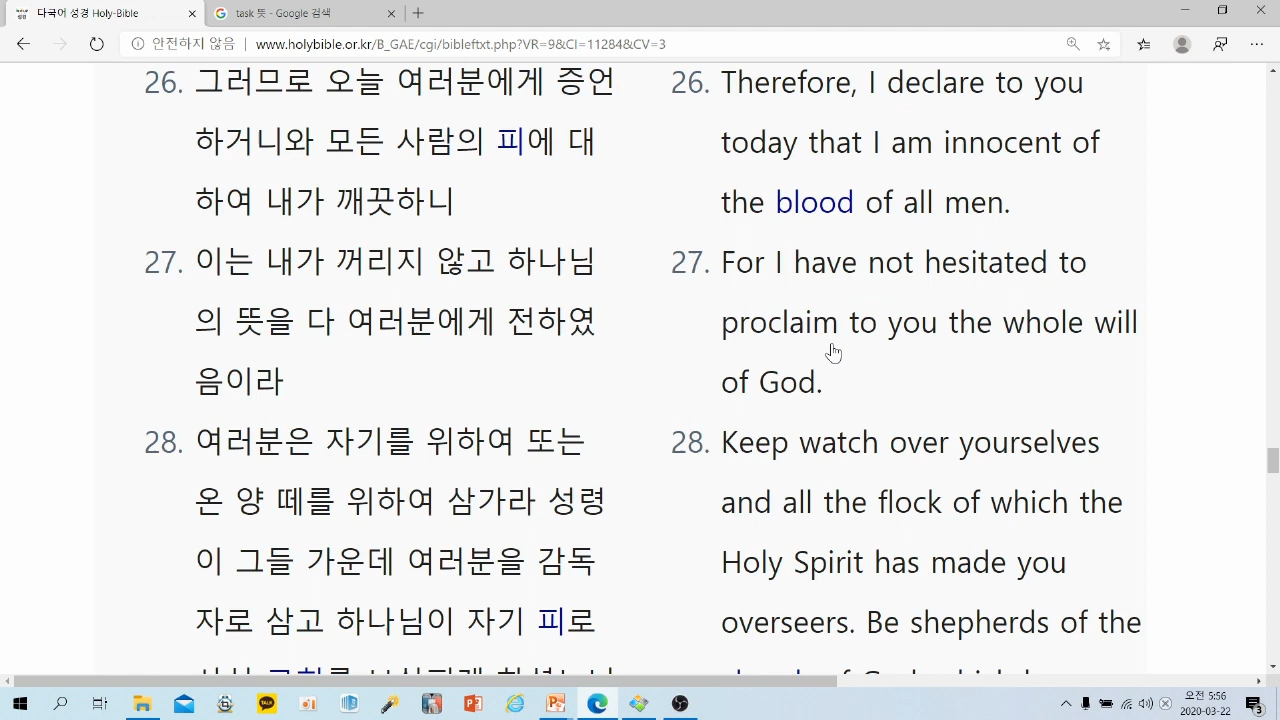 다국어 성경 Holy-Bible
task 뜻 - Google 검색
안전하지 않음
www.holybible.or.kr/B_GAE/cgi/bibleftxt.php?VR=9&CI=11284&CV=3
26. 그러므로 오늘 여러분에게 증언
하거니와 모든 사람의 피에 대
하여 내가 깨끗하니
27. 이는 내가 꺼리지 않고 하나님
의 뜻을 다 여러분에게 전하였
음이라
28. 여러분은 자기를 위하여 또는
온 양 떼를 위하여 삼가라 성령
이 그들 가운데 여러분을 감독
자로 삼고 하나님이 자기 피로
26. Therefore, I declare to you
today that I am innocent of
the blood of all men.
27. For I have not hesitated to
proclaim to you the whole will
of God.
28. Keep watch over yourselves
and all the flock of which the
Holy Spirit has made you
overseers. Be shepherds of the
TALK
오전 5:56
2020-03-22
3